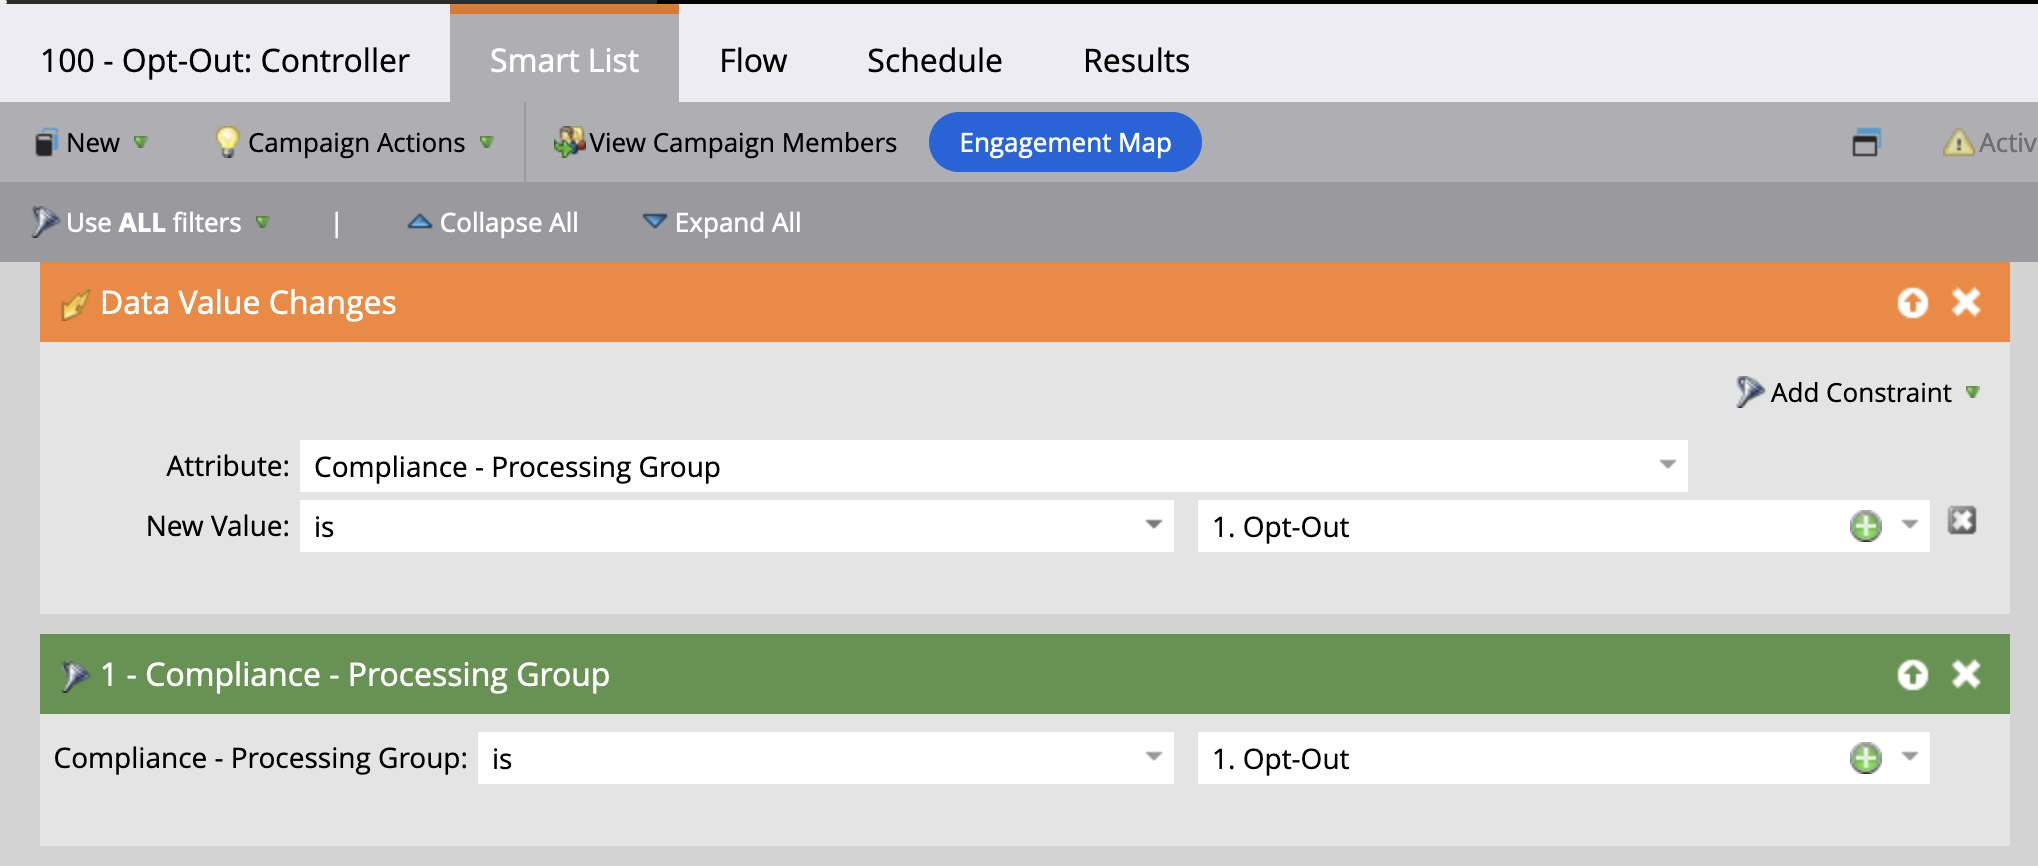 100 - Opt-Out: Controller Smart List Flow Schedule Results
New Campaign Actions View Campaign Members Engagement Map Activ
Use ALL filters | Collapse All Expand All
Data Value Changes
Add Constraint
Attribute: Compliance - Processing Group
New Value: is 1. Opt-Out
1 - Compliance - Processing Group
Compliance - Processing Group: is 1. Opt-Out